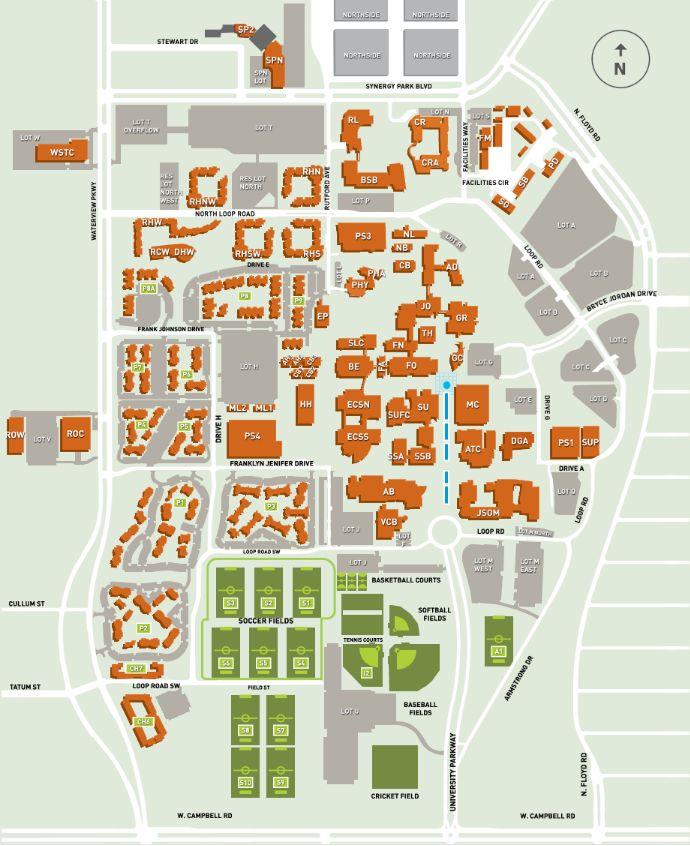 NORTHSIDE
NORTHSIDE
SP2
STEWART DR
NORTHSIDE
NORTHSIDE
SPN
SPN
LOT
N
SYNERGY PARK BLVD
LOT T
OVERFLOW
LOT T
RL
CR
LOT N
LOT S
N. FLOYD RD
LOT W
WSTC
FACILITIES WAY
FM
CRA
PD
RES
LOT
NORTH
WEST
RHNW
RES LOT
NORTH
RHN
RUTFORD AVE
BSB
FACILITIES CIR
SB
SG
LOT P
WATERVIEW PKWY
NORTH LOOP ROAD
RHW
RCW
DHW
RHSW
RHS
DRIVE E
PS3
NL
NB
LOT R
LOT A
LOOP RD
CB
AD
PNA
PHY
LOT A
LOT B
BRYCE JORDAN DRIVE
P8A
P8
P9
EP
JO
GR
LOT B
FRANK JOHNSON DRIVE
TH
SLC
FN
GC
LOT C
LOT G
P7
P6
LOT H
BE
FA
FO
LOT C
HH
ECSN
SUFC
SU
MC
LOT E
DRIVE G
LOT D
ML2
ML1
P4
P5
DRIVE H
ROW
LOT V
ROC
PS4
ECSS
SSA
SSB
ATC
DGA
PS1
SUP
FRANKLYN JENIFER DRIVE
DRIVE A
P1
P3
AB
JSOM
LOT Q
LOOP RD
VCB
LOT J
LOT
LOOP RD
LOT M NORTH
LOOP ROAD SW
LOT J
LOT M
WEST
LOT M
EAST
BASKETBALL COURTS
S3
S2
S1
CULLUM ST
SOCCER FIELDS
SOFTBALL
FIELDS
P2
TENNIS COURTS
S6
S5
S4
A1
CH7
TATUM ST
LOOP ROAD SW
FIELD ST
ARMSTRONG DR
BASEBALL
FIELDS
CH8
S8
S7
LOT U
S10
S9
UNIVERSITY PARKWAY
N. FLOYD RD
CRICKET FIELD
W. CAMPBELL RD
W. CAMPBELL RD